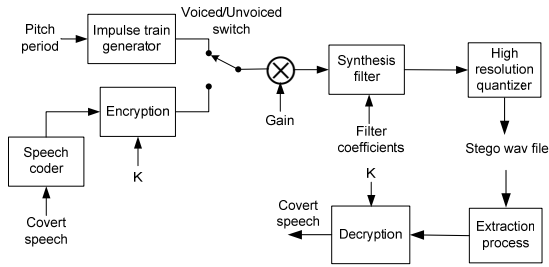 Pitch
period
Impulse train
generator
Voiced/Unvoiced
switch
Synthesis
filter
High
resolution
quantizer
Encryption
Gain
Filter
coefficients
Stego wav file
Speech
coder
K
K
Covert
speech
Covert
speech
Decryption
Extraction
process